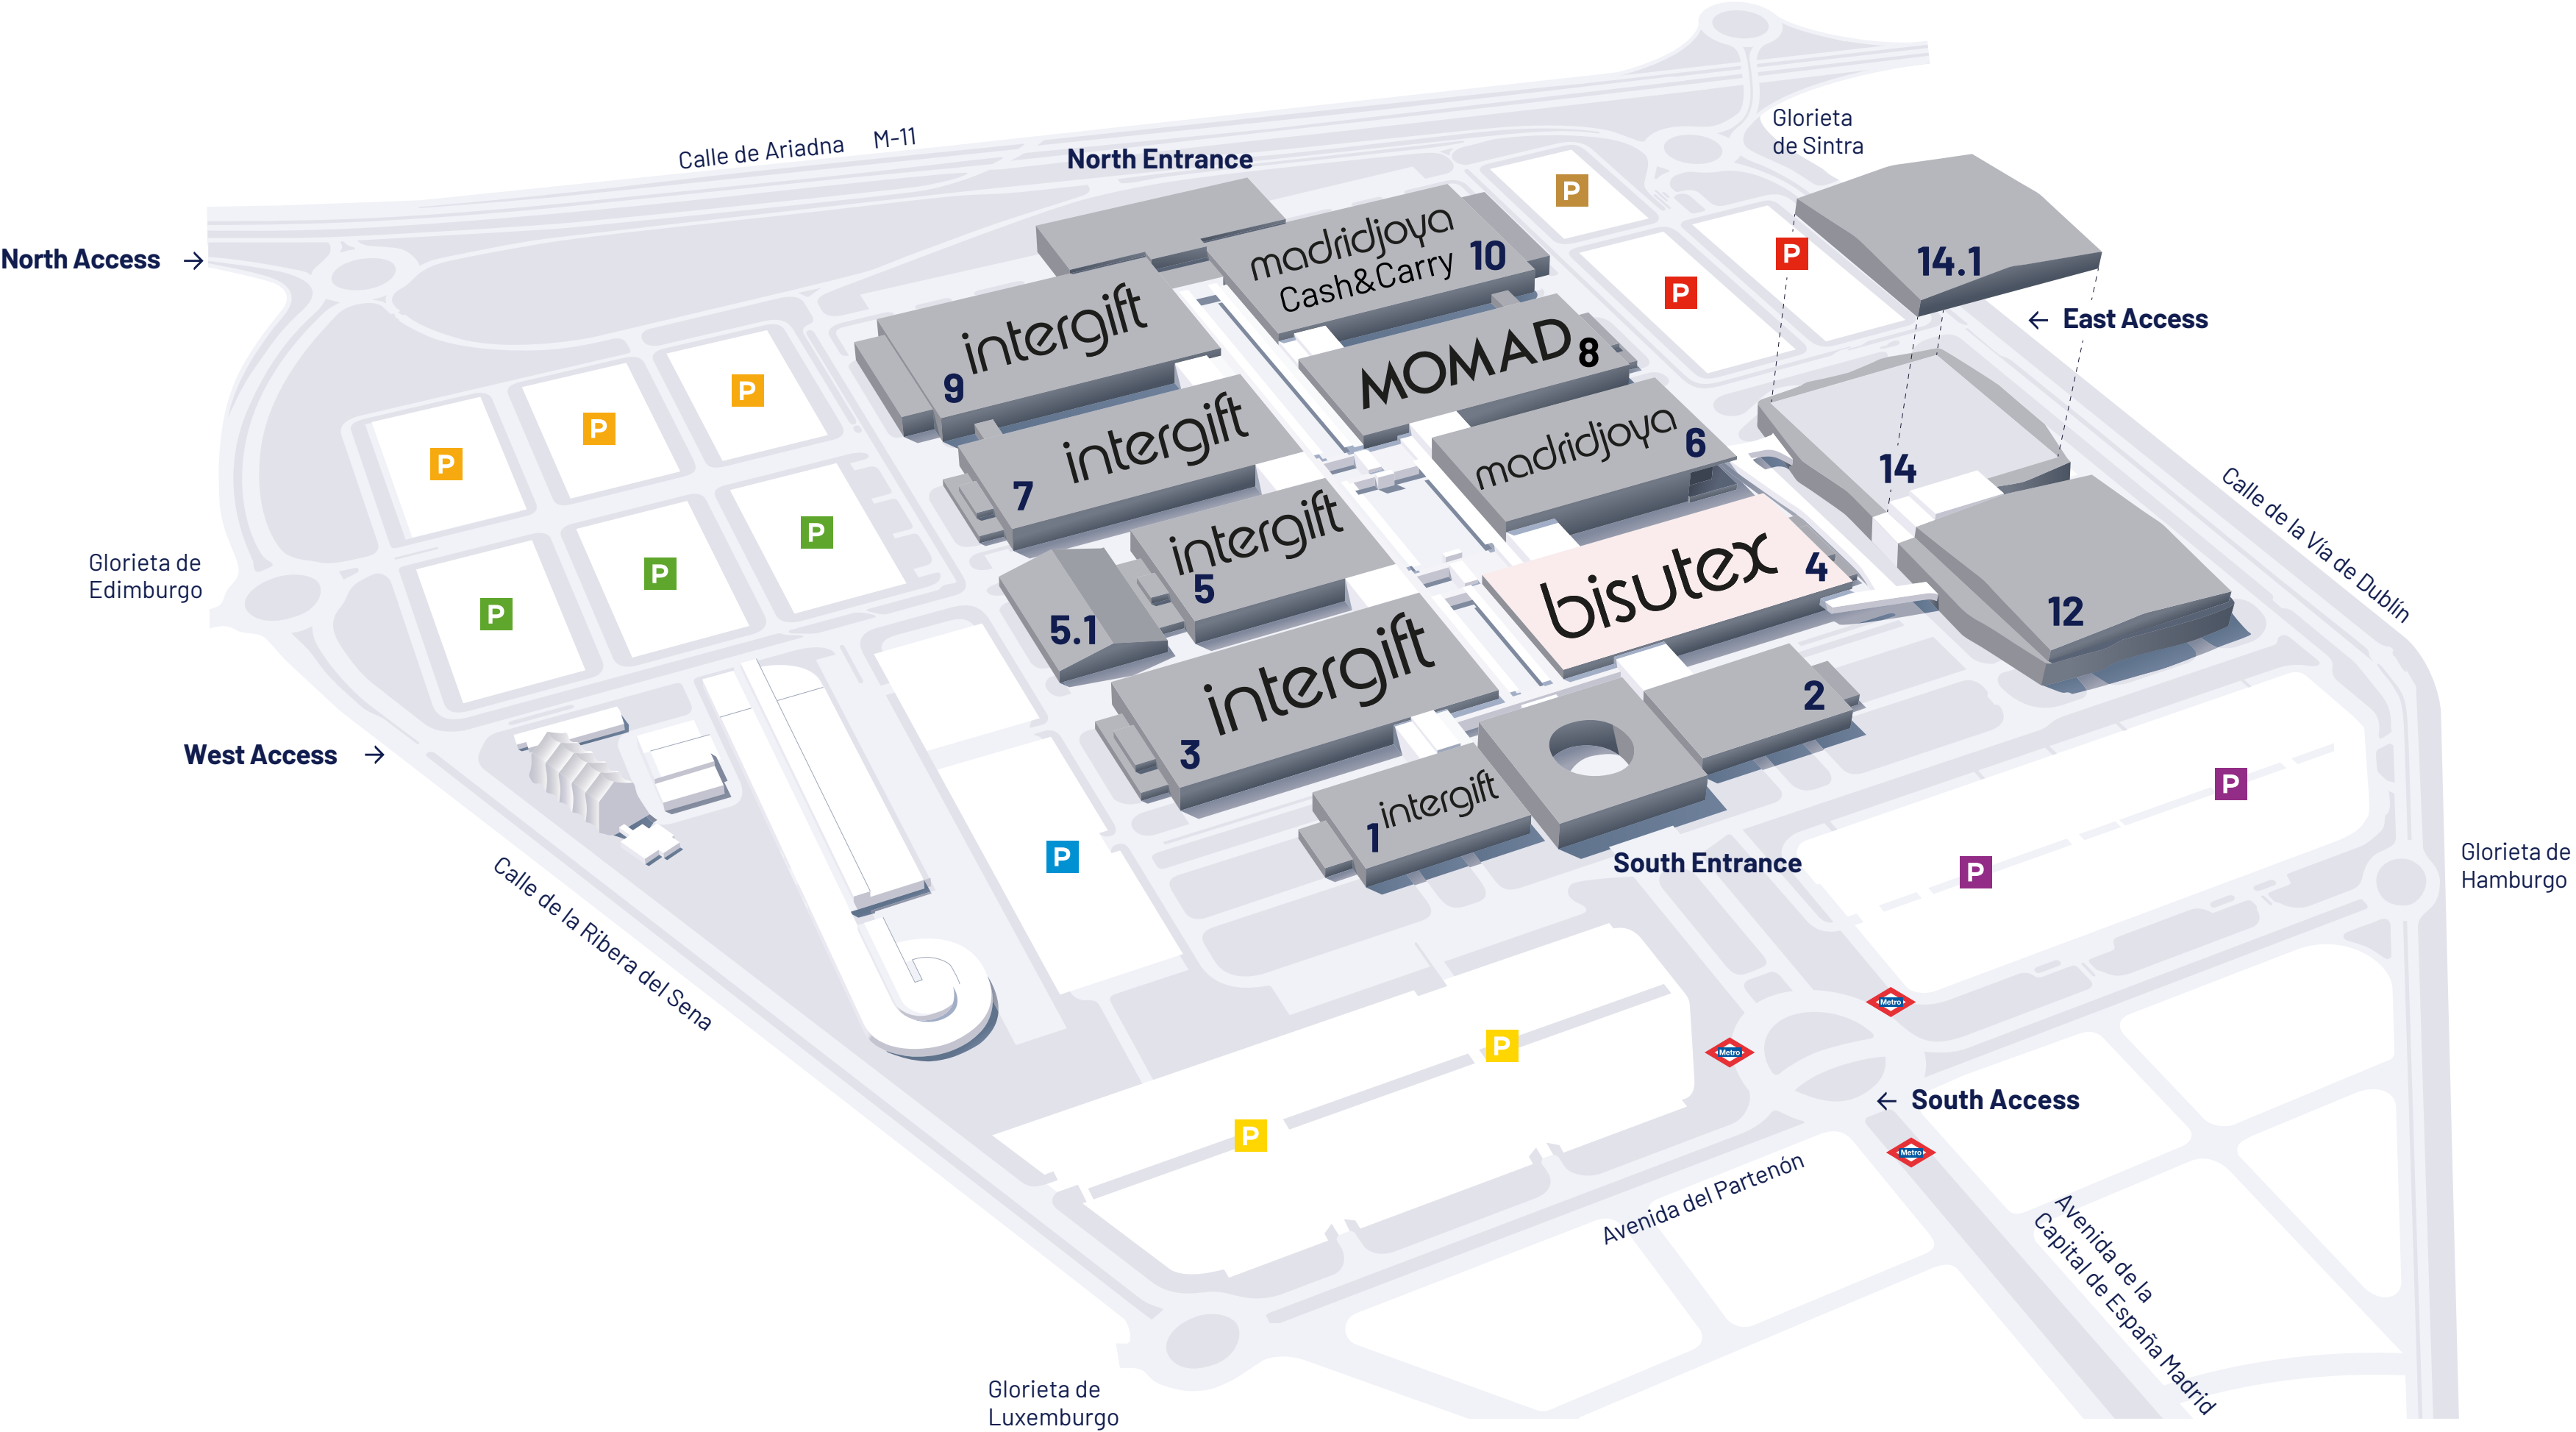 Calle de Ariadna M-11
North Entrance
Glorieta
de Sintra
North Access →
P
P
P
madridjoya
Cash&Carry
10
14.1
← East Access
intergift
9
MOMAD
8
P
P
P
intergift
7
madridjoya
6
14
Calle de la Vía de Dublín
P
P
P
intergift
5
5.1
bisutex
4
12
Glorieta de
Edimburgo
West Access →
intergift
3
2
intergift
1
P
P
P
South Entrance
Glorieta de
Hamburgo
Calle de la Ribera del Sena
P
P
Metro
Metro
← South Access
Metro
Avenida del Partenón
Avenida de la
Capital de España Madrid
Glorieta de
Luxemburgo